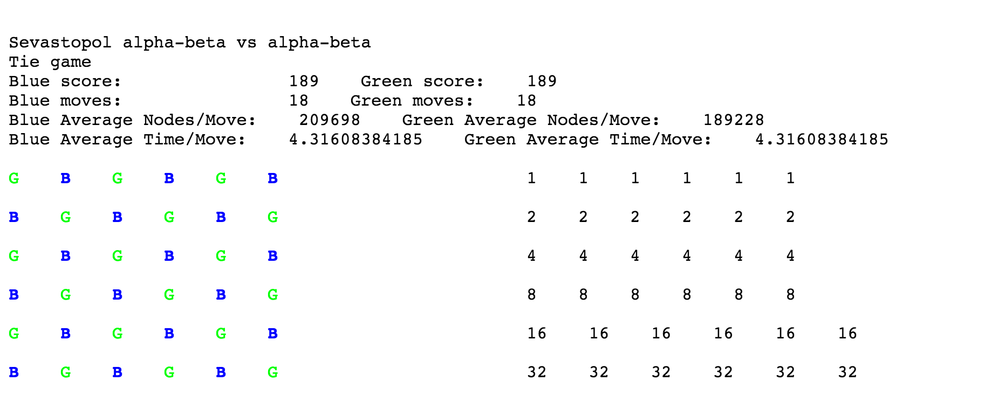 Sevastopol alpha-beta vs alpha-beta
Tie game
Blue score: 189 Green score: 189
Blue moves: 18 Green moves: 18
Blue Average Nodes/Move: 209698 Green Average Nodes/Move: 189228
Blue Average Time/Move: 4.31608384185 Green Average Time/Move: 4.31608384185
G B G B G B 1 1 1 1 1 1
B G B G B G 2 2 2 2 2 2
G B G B G B 4 4 4 4 4 4
B G B G B G 8 8 8 8 8 8
G B G B G B 16 16 16 16 16 16
B G B G B G 32 32 32 32 32 32